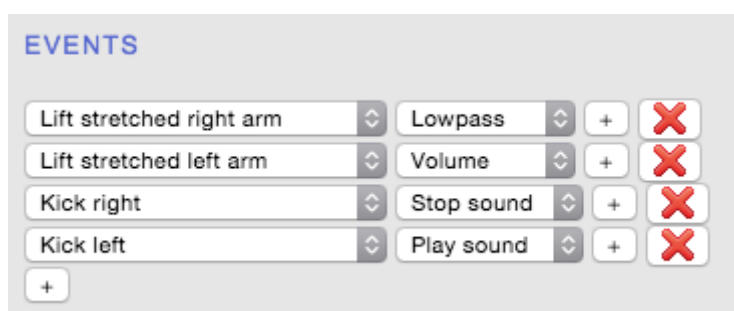 EVENTS
Lift stretched right arm Lowpass +
Lift stretched left arm Volume +
Kick right Stop sound +
Kick left Play sound +
+